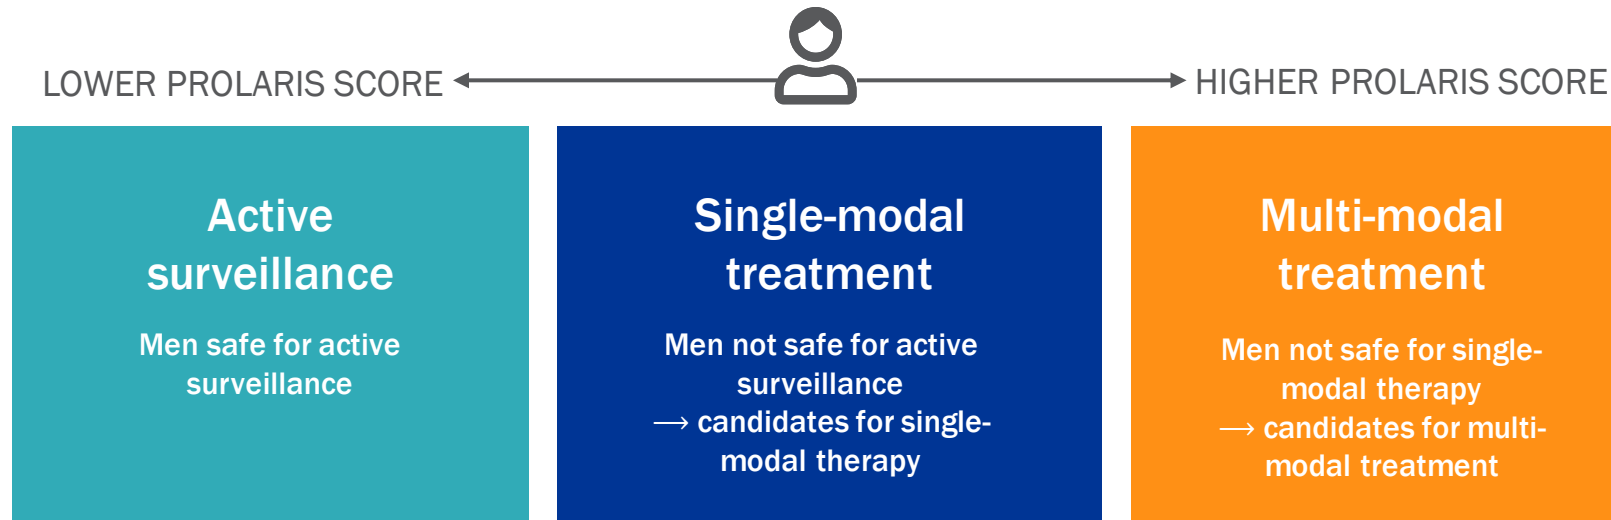 LOWER PROLARIS SCORE
HIGHER PROLARIS SCORE
Active
surveillance
Men safe for active
surveillance
Single-modal
treatment
Men not safe for active
surveillance
→ candidates for single-
modal therapy
Multi-modal
treatment
Men not safe for single-
modal therapy
→ candidates for multi-
modal treatment